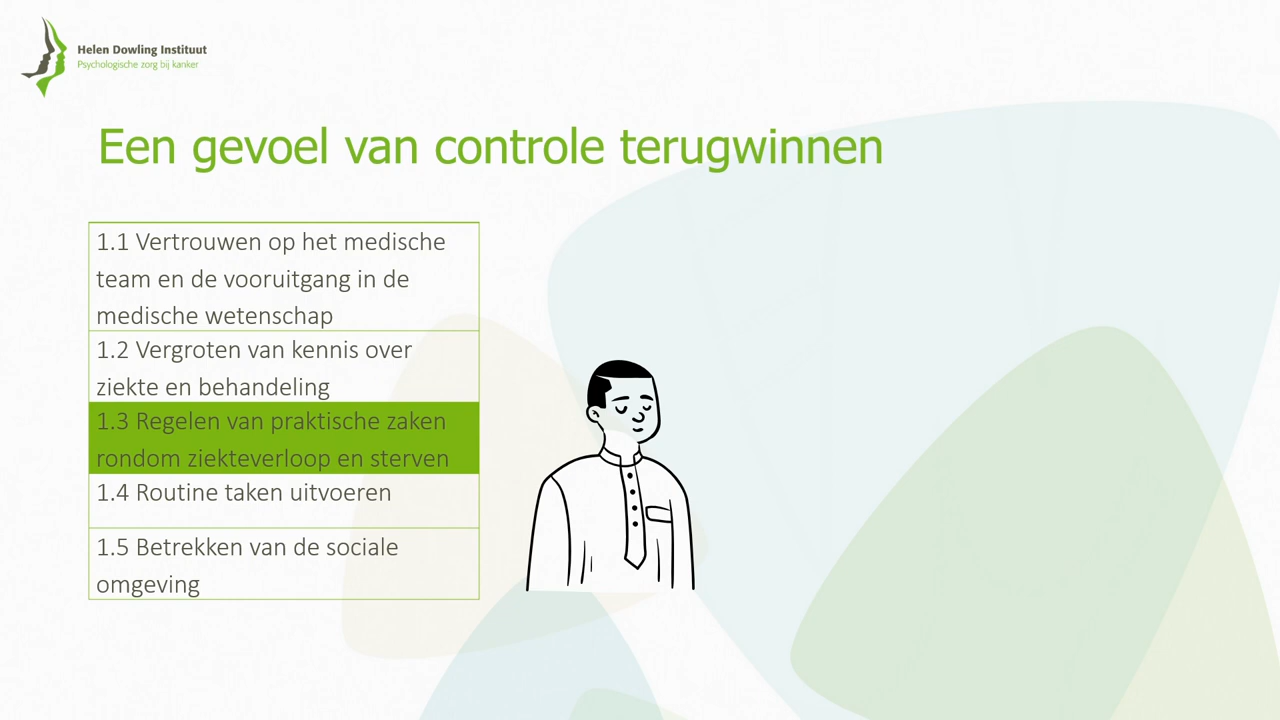 Helen Dowling Instituut
Psychologische zorg bij kanker
Een gevoel van controle terugwinnen
1.1 Vertrouwen op het medische
team en de vooruitgang in de
medische wetenschap
1.2 Vergroten van kennis over
ziekte en behandeling
1.3 Regelen van praktische zaken
rondom ziekteverloop en sterven
1.4 Routine taken uitvoeren
1.5 Betrekken van de sociale
omgeving